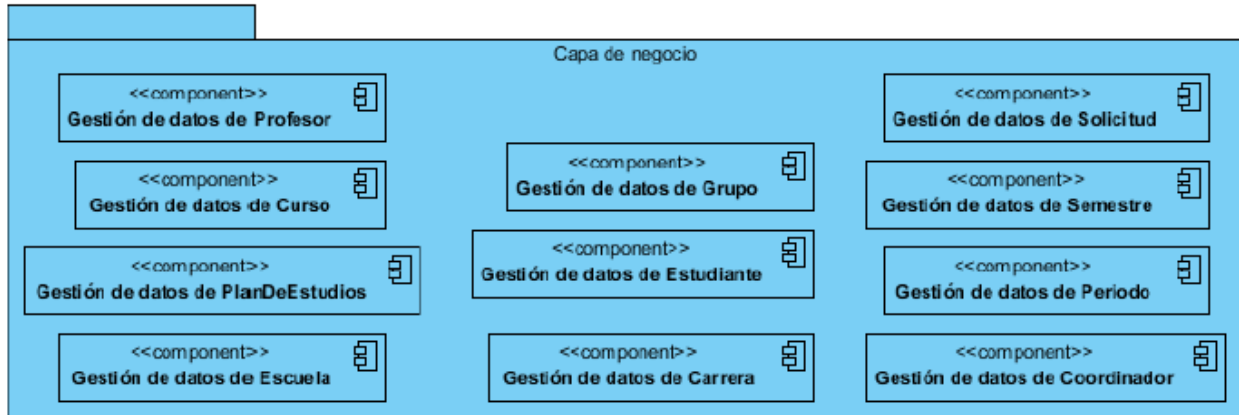 Capa de negocio
<<component>>
Gestión de datos de Profesor
<<component>>
Gestión de datos de Curso
<<component>>
Gestión de datos de PlanDeEstudios
<<component>>
Gestión de datos de Escuela
<<component>>
Gestión de datos de Grupo
<<component>>
Gestión de datos de Estudiante
<<component>>
Gestión de datos de Carrera
<<component>>
Gestión de datos de Solicitud
<<component>>
Gestión de datos de Semestre
<<component>>
Gestión de datos de Periodo
<<component>>
Gestión de datos de Coordinador